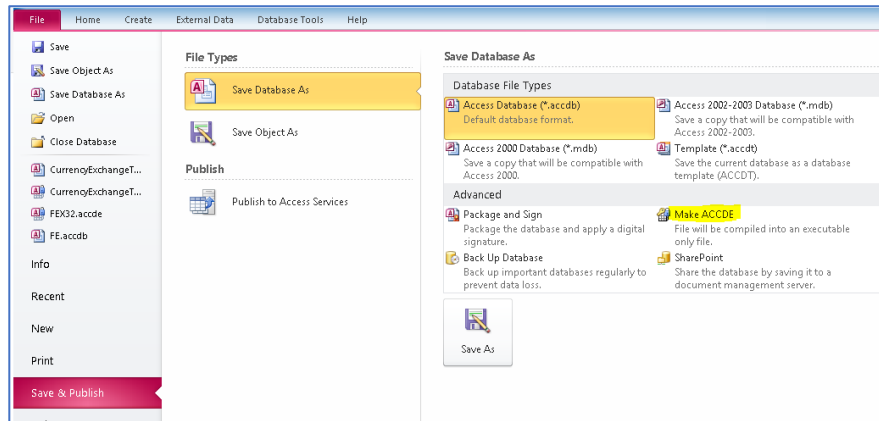 File Home Create External Data Database Tools Help
Save
Save Object As
Save Database As
Open
Close Database
CurrencyExchangeT...
CurrencyExchangeT...
FEX32.accde
FE.accdb
Info
Recent
New
Print
Save & Publish
File Types
Save Database As
Save Object As
Publish
Publish to Access Services
Save Database As
Database File Types
Access Database (*.accdb)
Default database format.
Access 2002-2003 Database (*.mdb)
Save a copy that will be compatible with
Access 2002-2003.
Access 2000 Database (*.mdb)
Save a copy that will be compatible with
Access 2000.
Template (*.accdt)
Save the current database as a database
template (ACCDT).
Advanced
Package and Sign
Package the database and apply a digital
signature.
Make ACCDE
File will be compiled into an executable
only file.
Back Up Database
Back up important databases regularly to
prevent data loss.
SharePoint
Share the database by saving it to a
document management server.
Save As